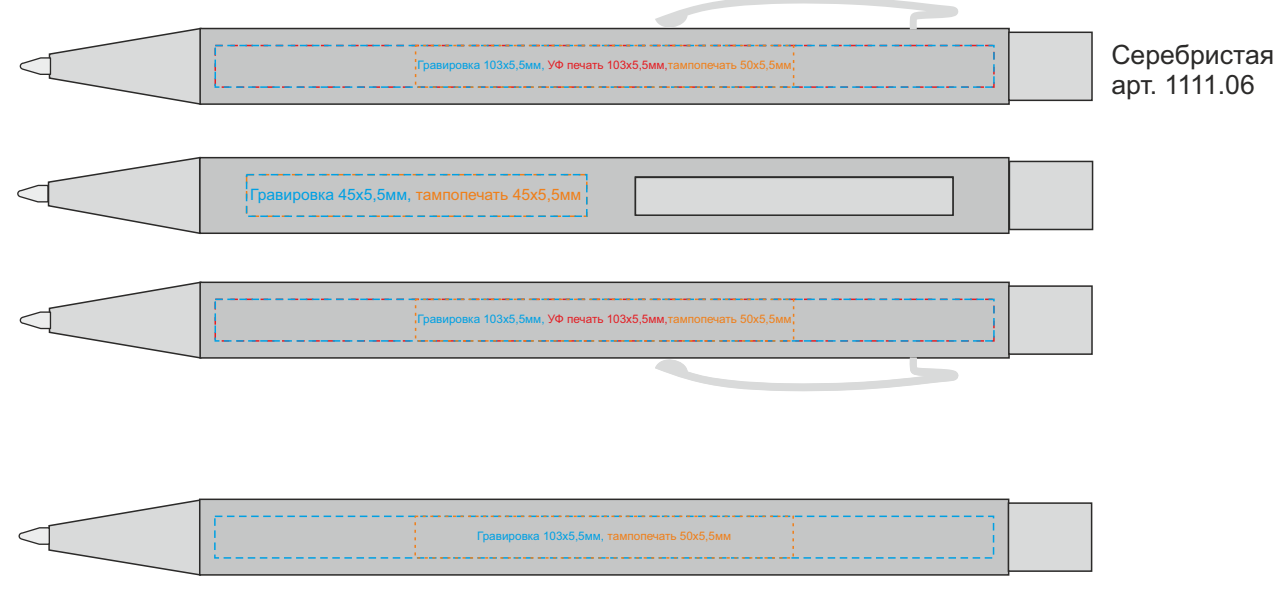 Гравировка 103х5,5мм, УФ печать 103х5,5мм,тампопечать 50х5,5мм
Серебристая
арт. 1111.06
Гравировка 45х5,5мм, тампопечать 45х5,5мм
Гравировка 103х5,5мм, УФ печать 103х5,5мм,тампопечать 50х5,5мм
Гравировка 103х5,5мм, тампопечать 50х5,5мм